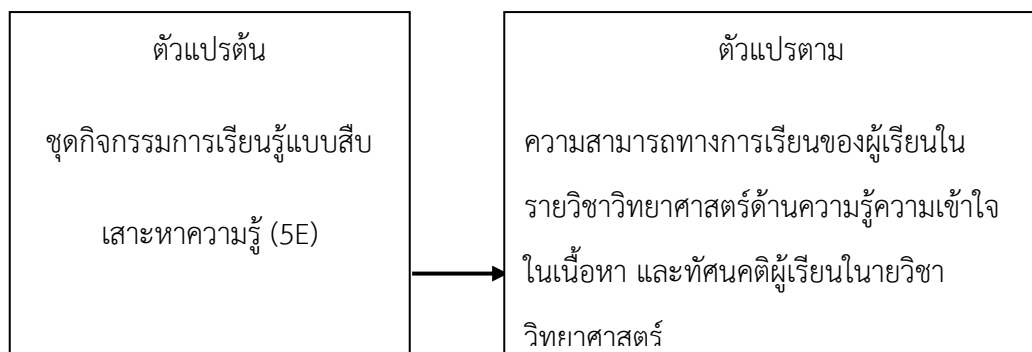 ตัวแปรต้น
ชุดกิจกรรมการเรียนรู้แบบสืบ
เสาะหาความรู้ (5E)
ตัวแปรตาม
ความสามารถทางการเรียนของผู้เรียนใน
รายวิชาวิทยาศาสตร์ด้านความรู้ความเข้าใจ
ในเนื้อหา และทัศนคติผู้เรียนในายวิชา
วิทยาศาสตร์